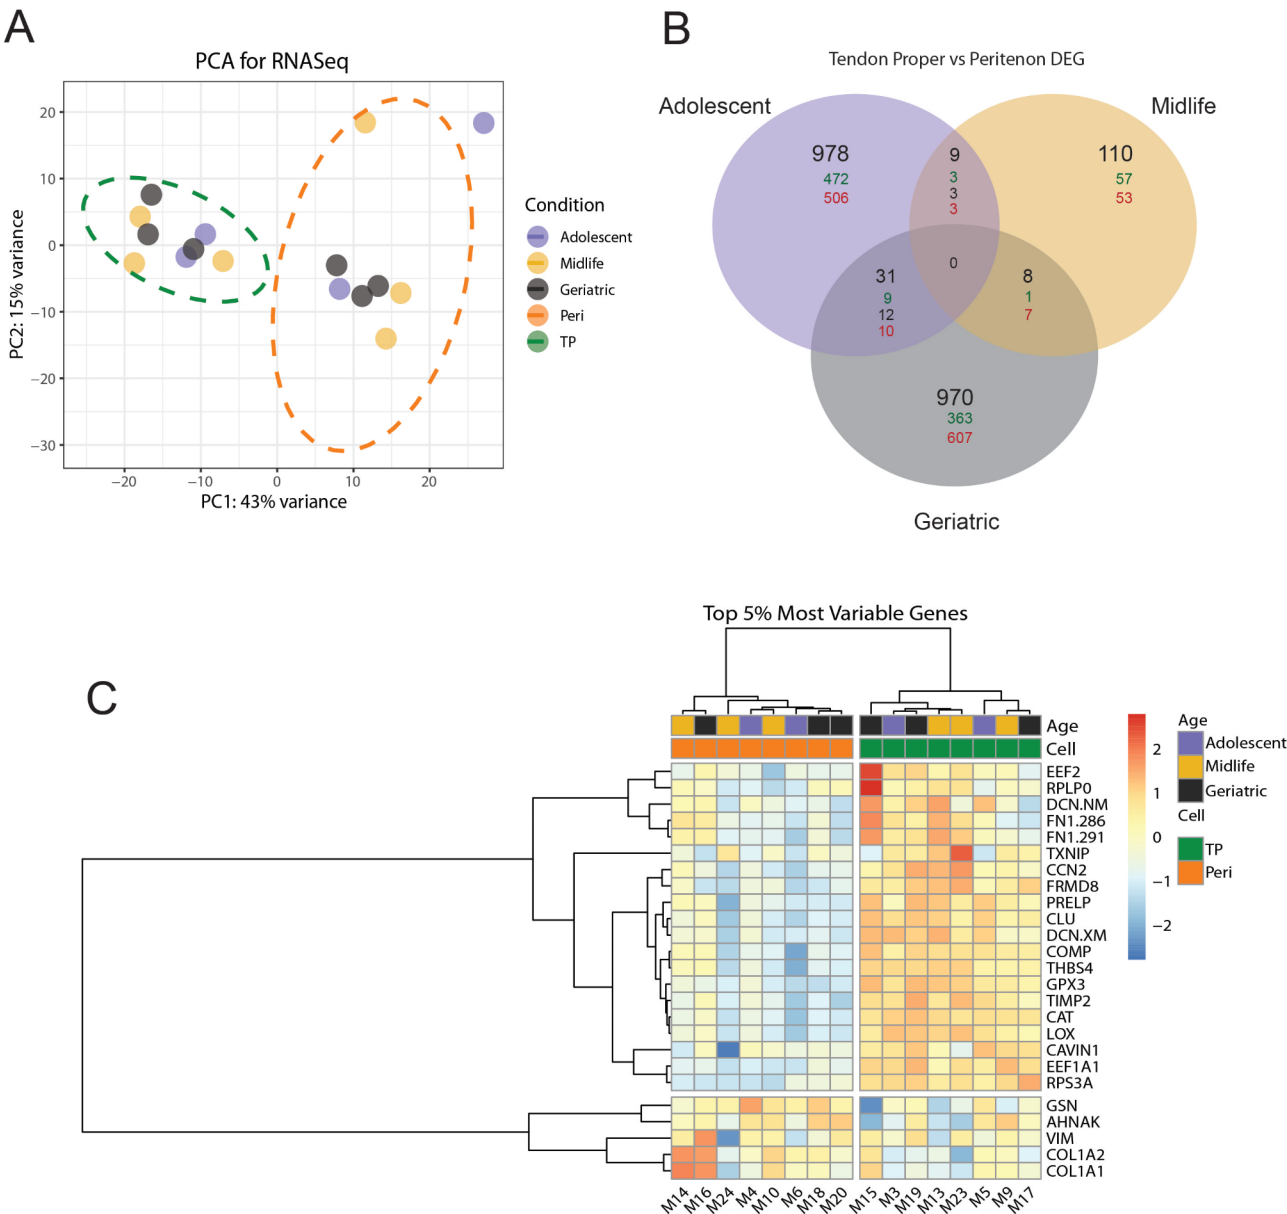 A
PCA for RNASeq
PC2: 15% variance
20
10
0
−10
−20
−30
−20
−10
0
10
20
PC1: 43% variance
Condition
Adolescent
Midlife
Geriatric
Peri
TP
B
Tendon Proper vs Peritenon DEG
Adolescent
Midlife
978
472
506
9
3
3
3
110
57
53
0
31
9
12
10
8
1
7
970
363
607
Geriatric
C
Top 5% Most Variable Genes
Age
Cell
EEF2
RPLP0
DCN.NM
FN1.286
FN1.291
TXNIP
CCN2
FRMD8
PRELP
CLU
DCN.XM
COMP
THBS4
GPX3
TIMP2
CAT
LOX
CAVIN1
EEF1A1
RPS3A
GSN
AHNAK
VIM
COL1A2
COL1A1
M14
M16
M24
M4
M10
M6
M18
M20
M15
M3
M19
M13
M23
M5
M9
M17
2
1
0
−1
−2
Age
Adolescent
Midlife
Geriatric
Cell
TP
Peri